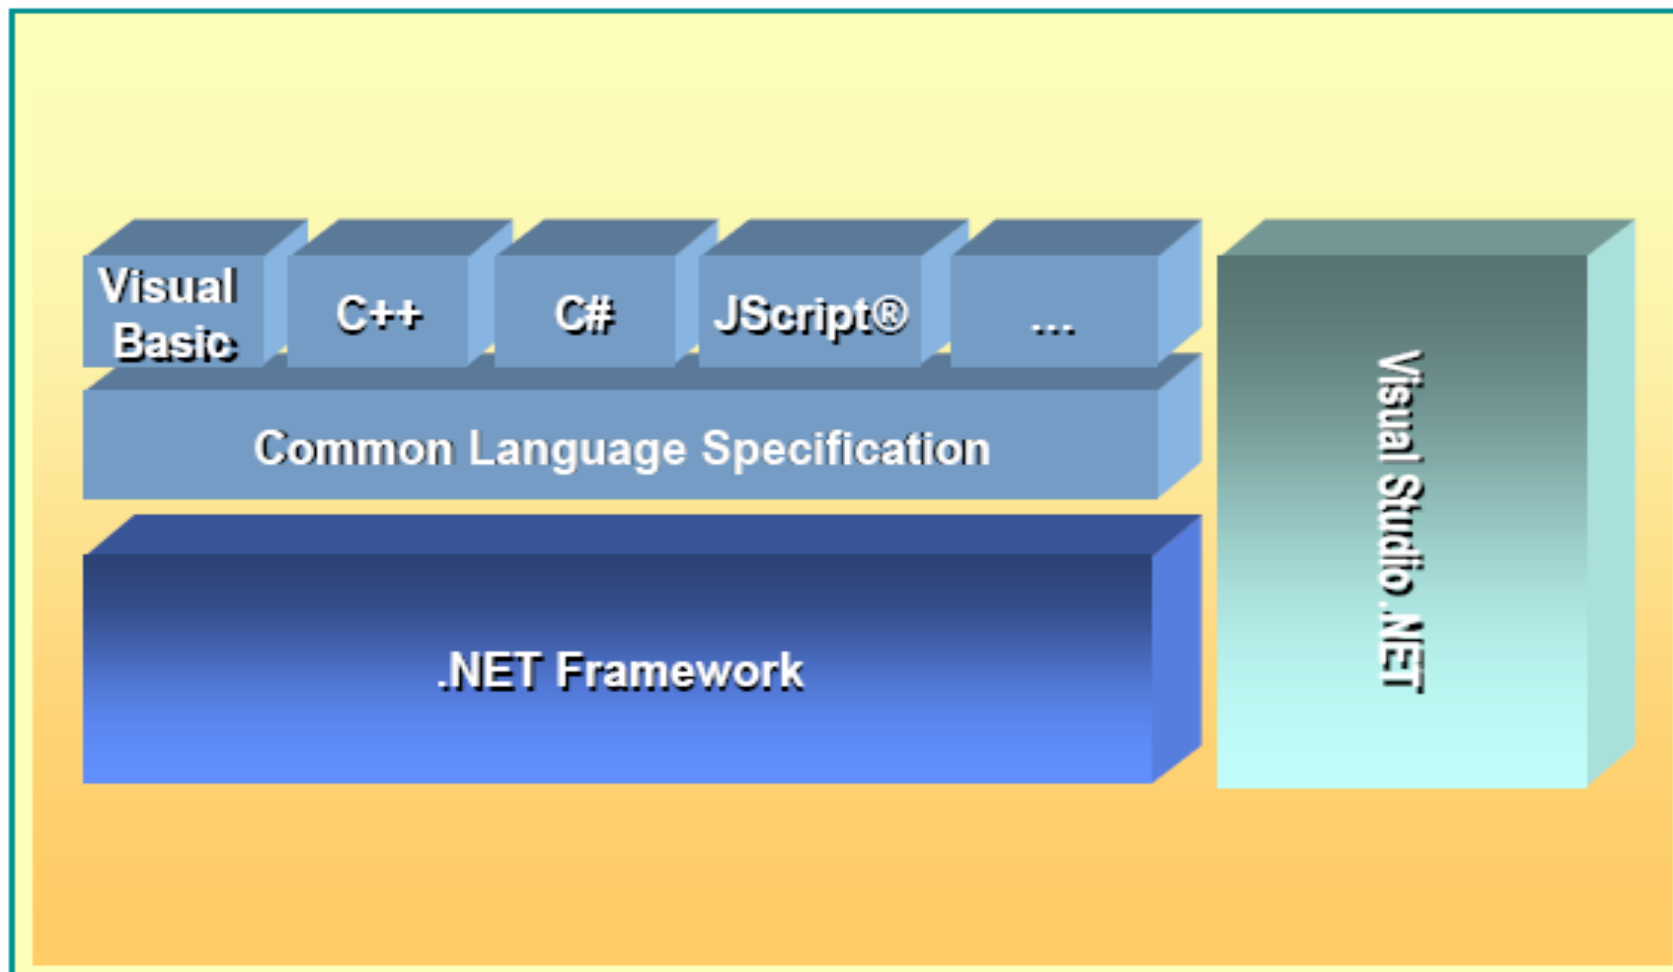 Visual
Basic
C++
C#
JScript®
...
Common Language Specification
.NET Framework
Visual Studio .NET